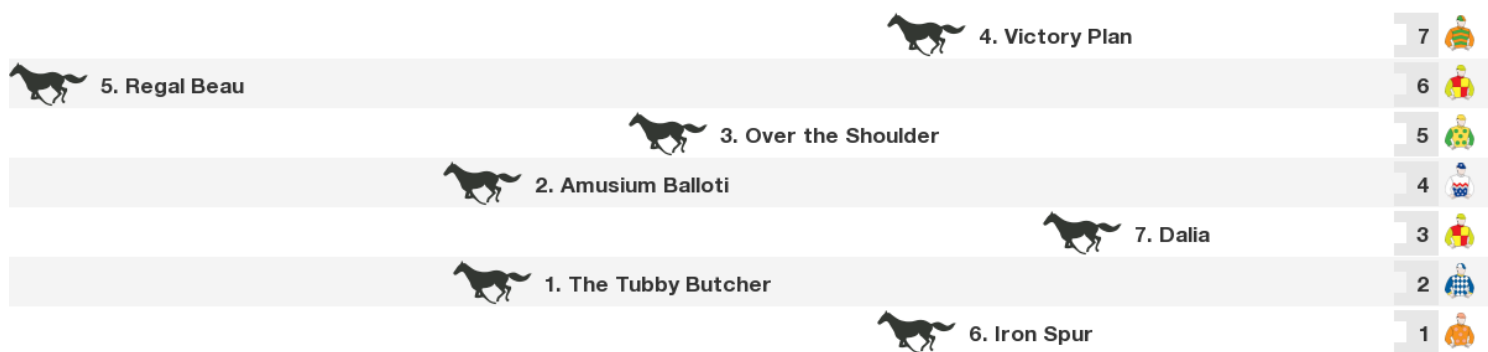 4. Victory Plan 7
5. Regal Beau 6
3. Over the Shoulder 5
2. Amusium Balloti 4
7. Dalia 3
1. The Tubby Butcher 2
6. Iron Spur 1